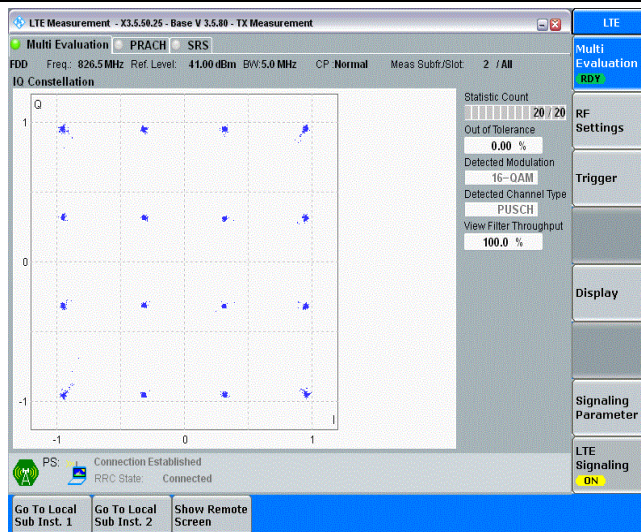 LTE Measurement - X3.5.50.25 - Base V 3.5.80 - TX Measurement
LTE
Multi Evaluation PRACH SRS
Multi
Evaluation
RDY
FDD Freq.: 826.5 MHz Ref. Level: 41.00 dBm BW: 5.0 MHz CP : Normal Meas Subfr./Slot: 2 / All
IQ Constellation
Q
1
0
-1
-1 0 1
I
Statistic Count
20 / 20
Out of Tolerance
0.00 %
Detected Modulation
16-QAM
Detected Channel Type
PUSCH
View Filter Throughput
100.0 %
RF
Settings
Trigger
Display
Signaling
Parameter
LTE
Signaling
ON
PS: Connection Established
RRC State: Connected
Go To Local
Sub Inst. 1
Go To Local
Sub Inst. 2
Show Remote
Screen